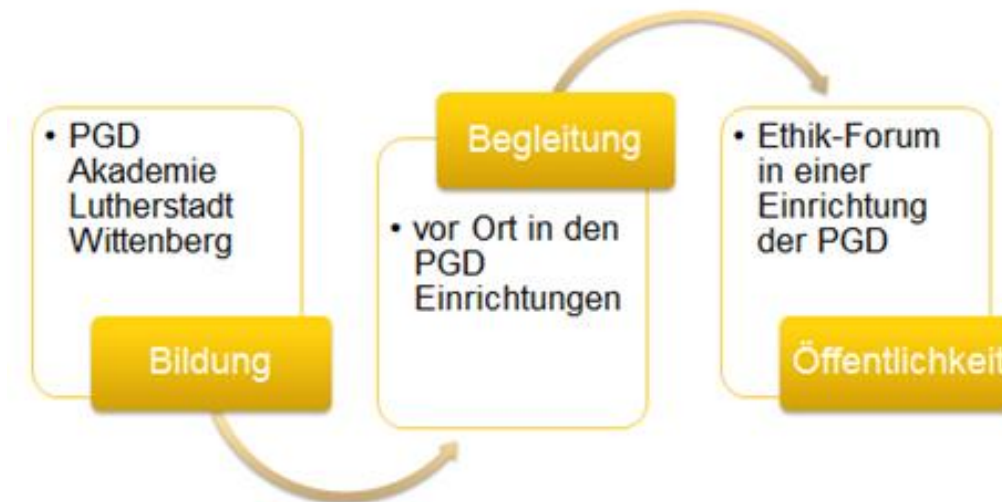 • PGD
Akademie
Lutherstadt
Wittenberg
Bildung
Begleitung
• vor Ort in den
PGD
Einrichtungen
• Ethik-Forum
in einer
Einrichtung
der PGD
Öffentlichkeit